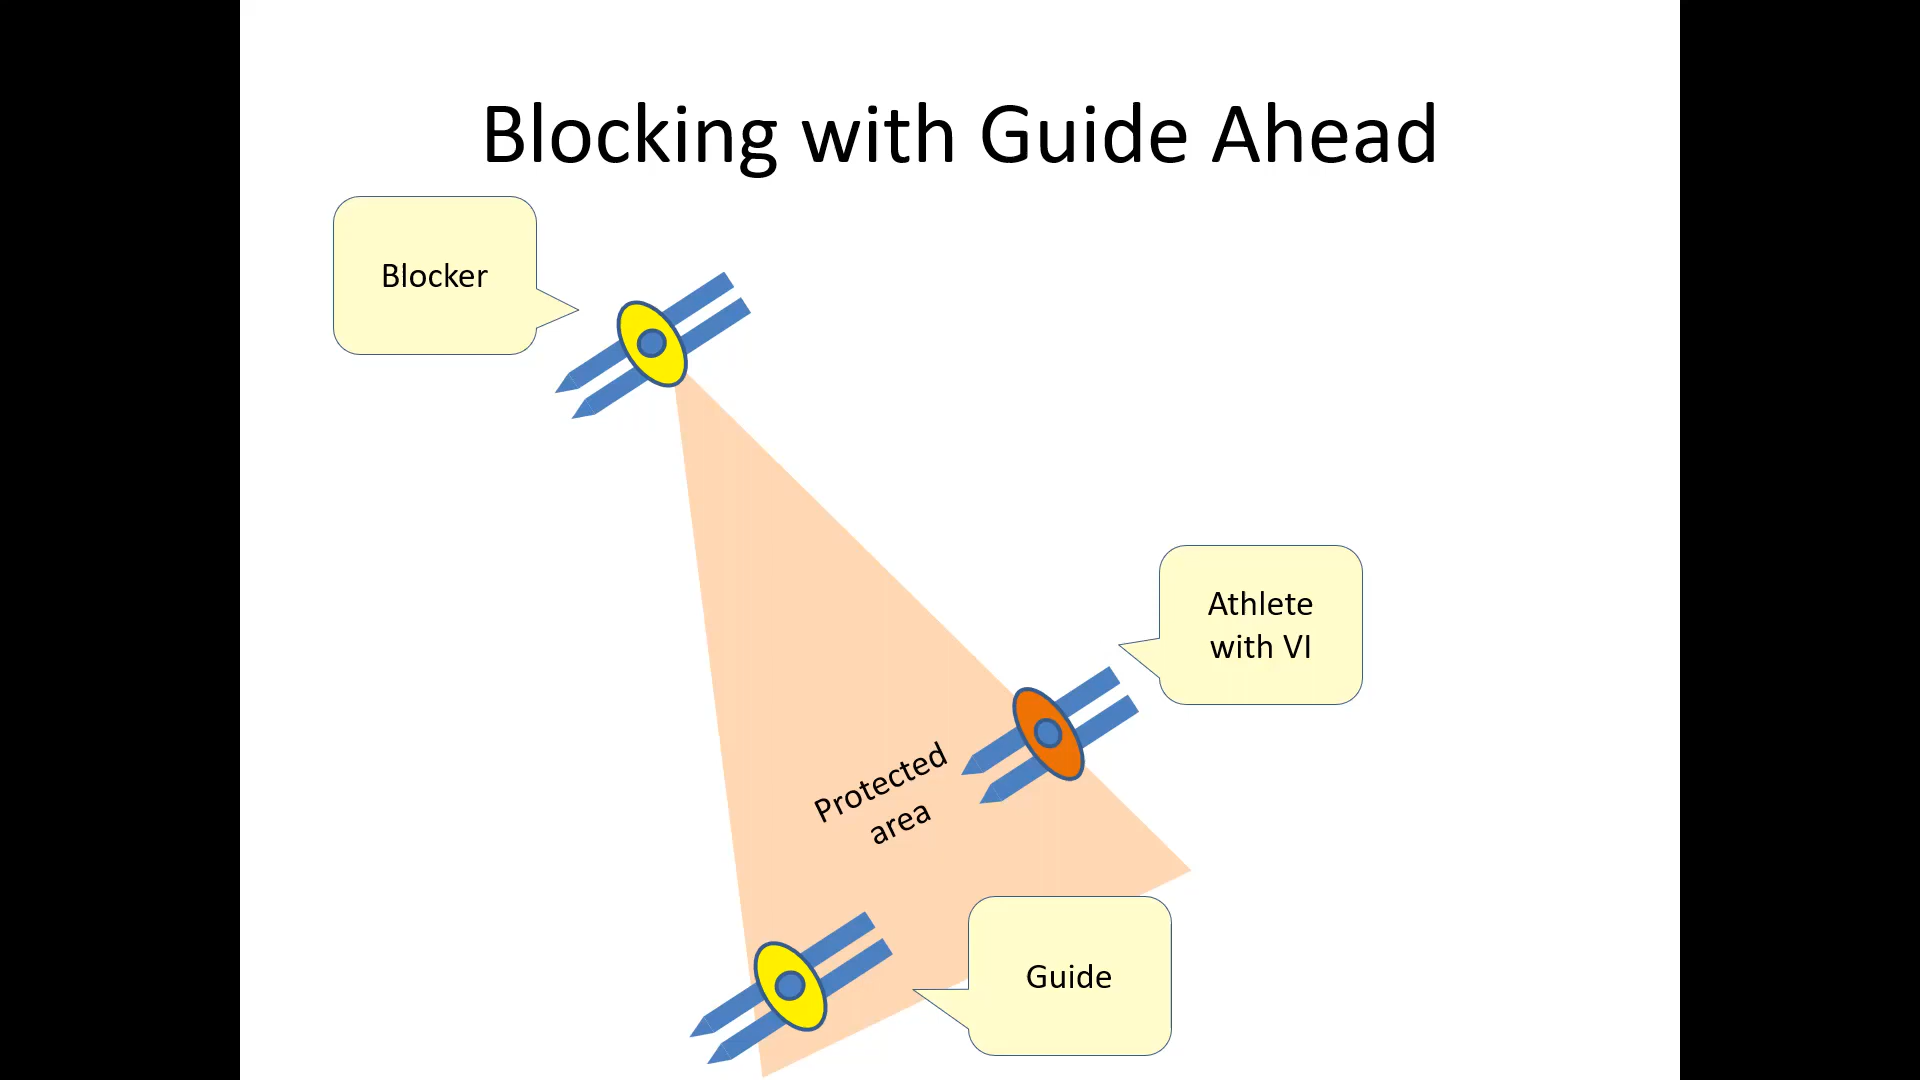 Blocking with Guide Ahead
Blocker
Athlete
with VI
Protected
area
Guide